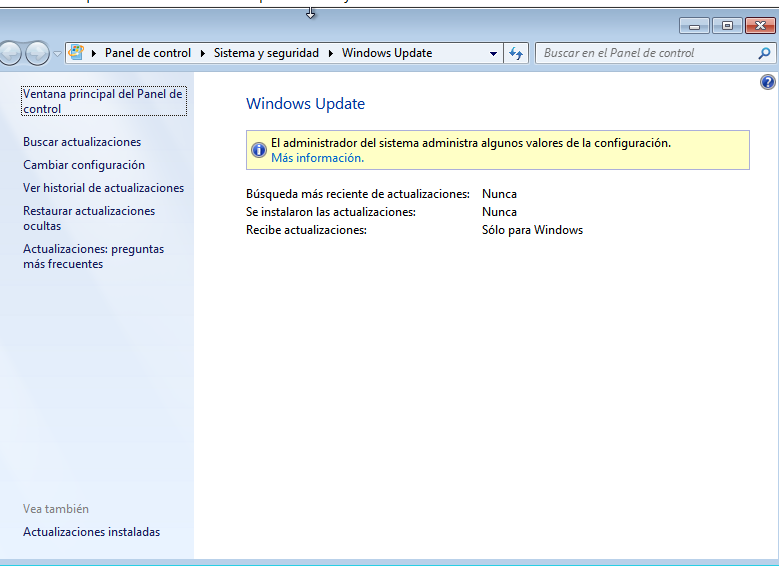 Panel de control
Sistema y seguridad
Windows Update
Buscar en el Panel de control
Ventana principal del Panel de
control
Buscar actualizaciones
Cambiar configuración
Ver historial de actualizaciones
Restaurar actualizaciones
ocultas
Actualizaciones: preguntas
más frecuentes
Vea también
Actualizaciones instaladas
Windows Update
El administrador del sistema administra algunos valores de la configuración.
Más información.
Búsqueda más reciente de actualizaciones: Nunca
Se instalaron las actualizaciones: Nunca
Recibe actualizaciones: Sólo para Windows